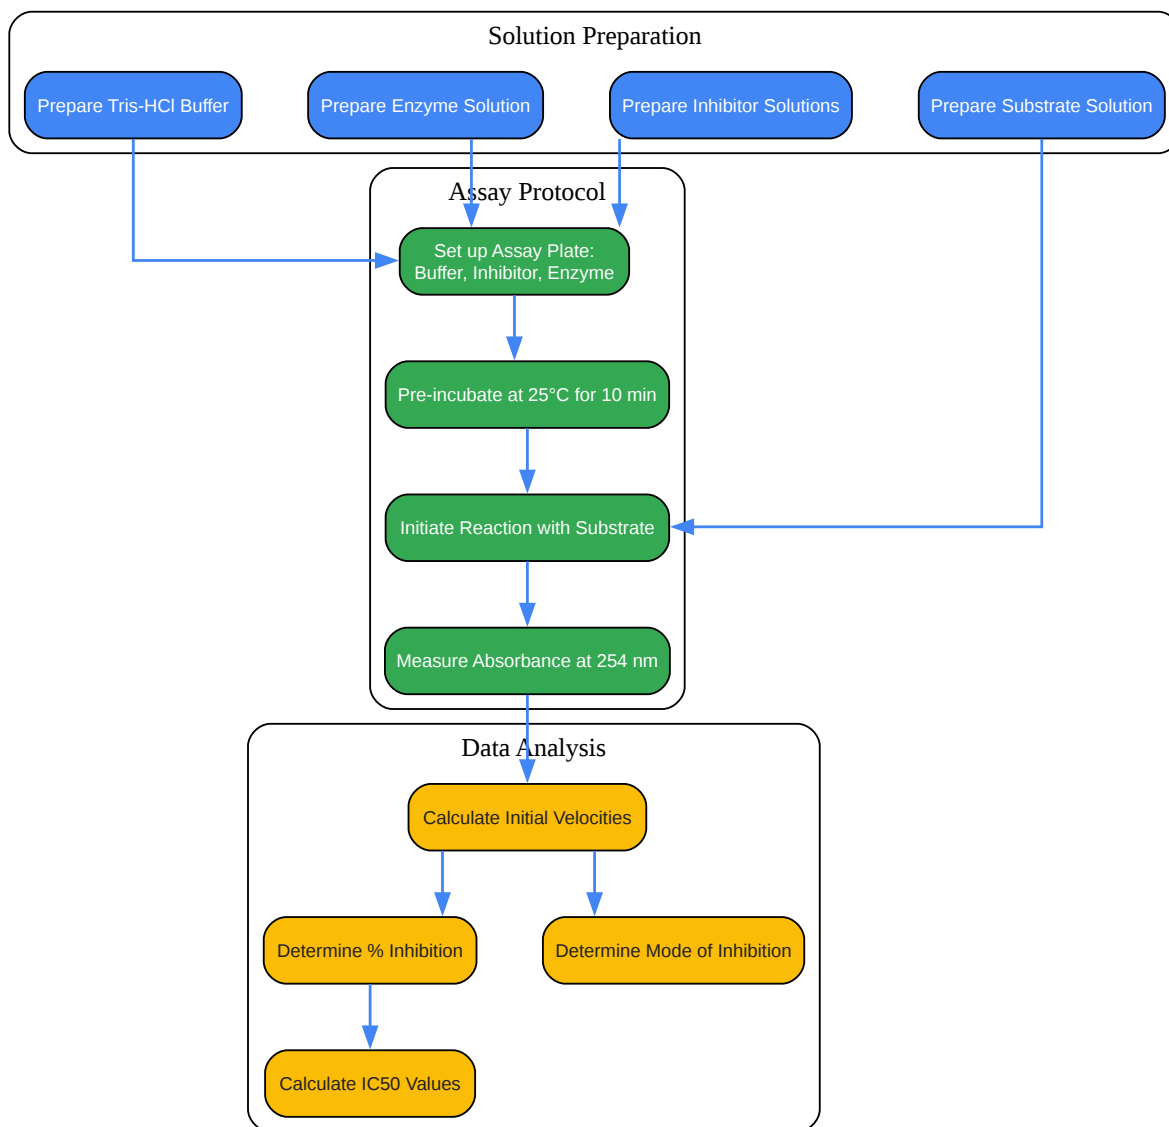 Solution Preparation
Prepare Tris-HCl Buffer
Prepare Enzyme Solution
Prepare Inhibitor Solutions
Prepare Substrate Solution
Assay Protocol
Set up Assay Plate:
Buffer, Inhibitor, Enzyme
Pre-incubate at 25°C for 10 min
Initiate Reaction with Substrate
Measure Absorbance at 254 nm
Data Analysis
Calculate Initial Velocities
Determine % Inhibition
Determine Mode of Inhibition
Calculate IC50 Values